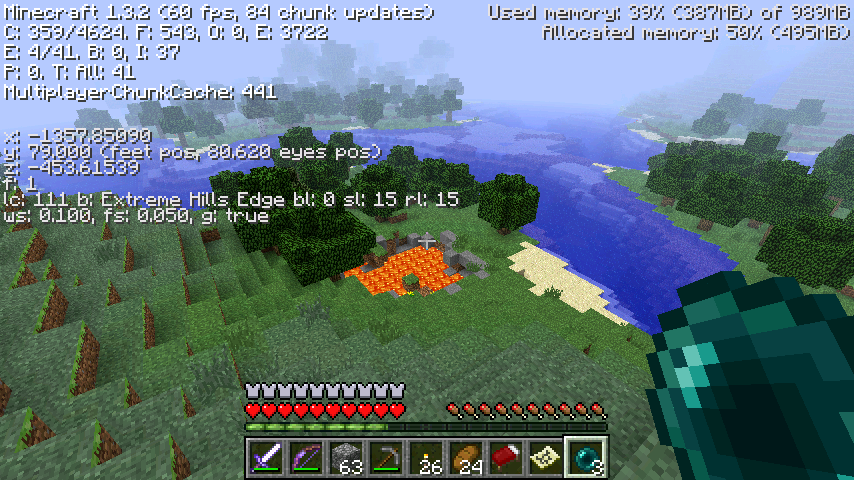 Minecraft 1.3.2 (60 fps, 84 chunk updates)
C: 359/4624, F: 543, O: 0, E: 3722
E: 4/41. B: 0, I: 37
P: 0. T: All: 41
MultiplayerChunkCache: 441
Used memory: 39% (387MB) of 989MB
Allocated memory: 50% (495MB)
x: -1357.85090
y: 79.000 (feet pos, 80.620 eyes pos)
z: -453.61539
f: 1
lc: 111 b: Extreme Hills Edge bl: 0 sl: 15 rl: 15
ws: 0.100, fs: 0.050, g: true
63 26 24 3